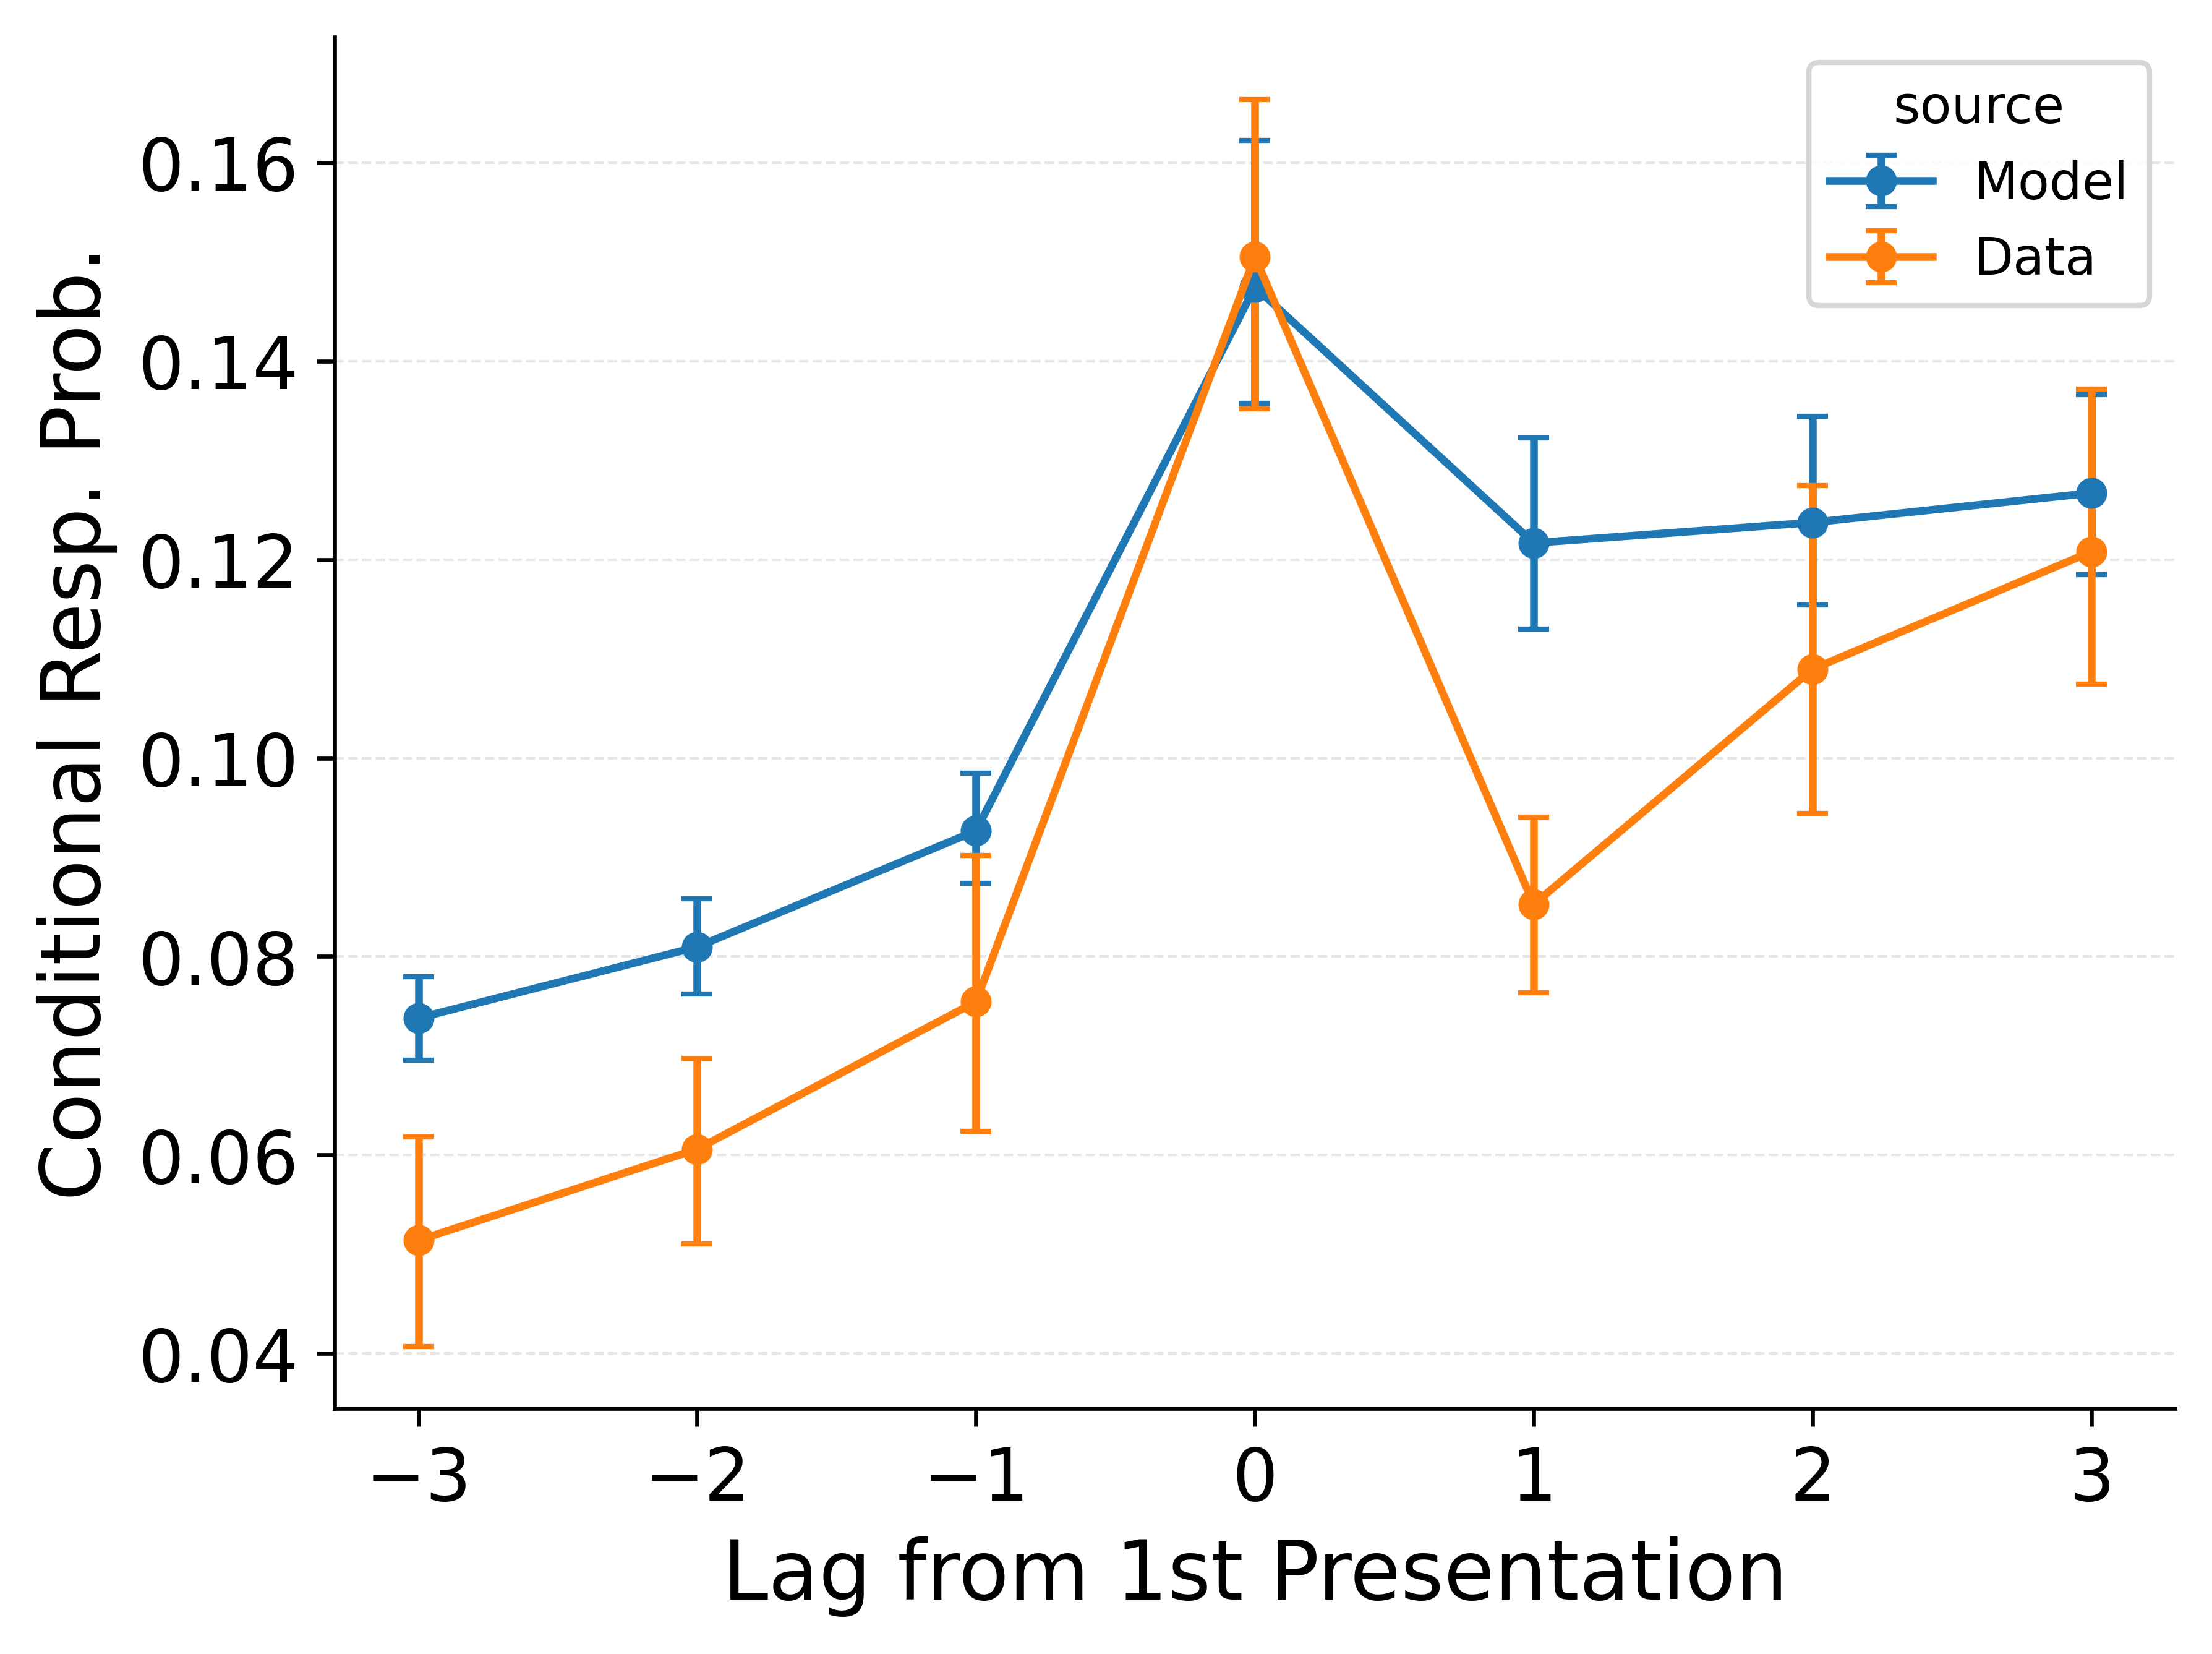 source
Model
Data
Conditional Resp. Prob.
0.16
0.14
0.12
0.10
0.08
0.06
0.04
−3 −2 −1 0 1 2 3
Lag from 1st Presentation